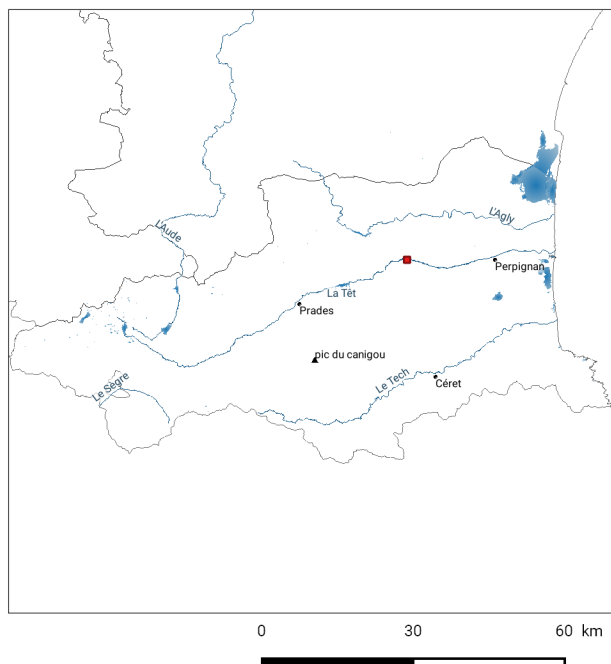 L'Aude
L'Agly
Perpignan
La Têt
Prades
pic du canigou
Le Sègre
Le Tech
Céret
0 30 60 km